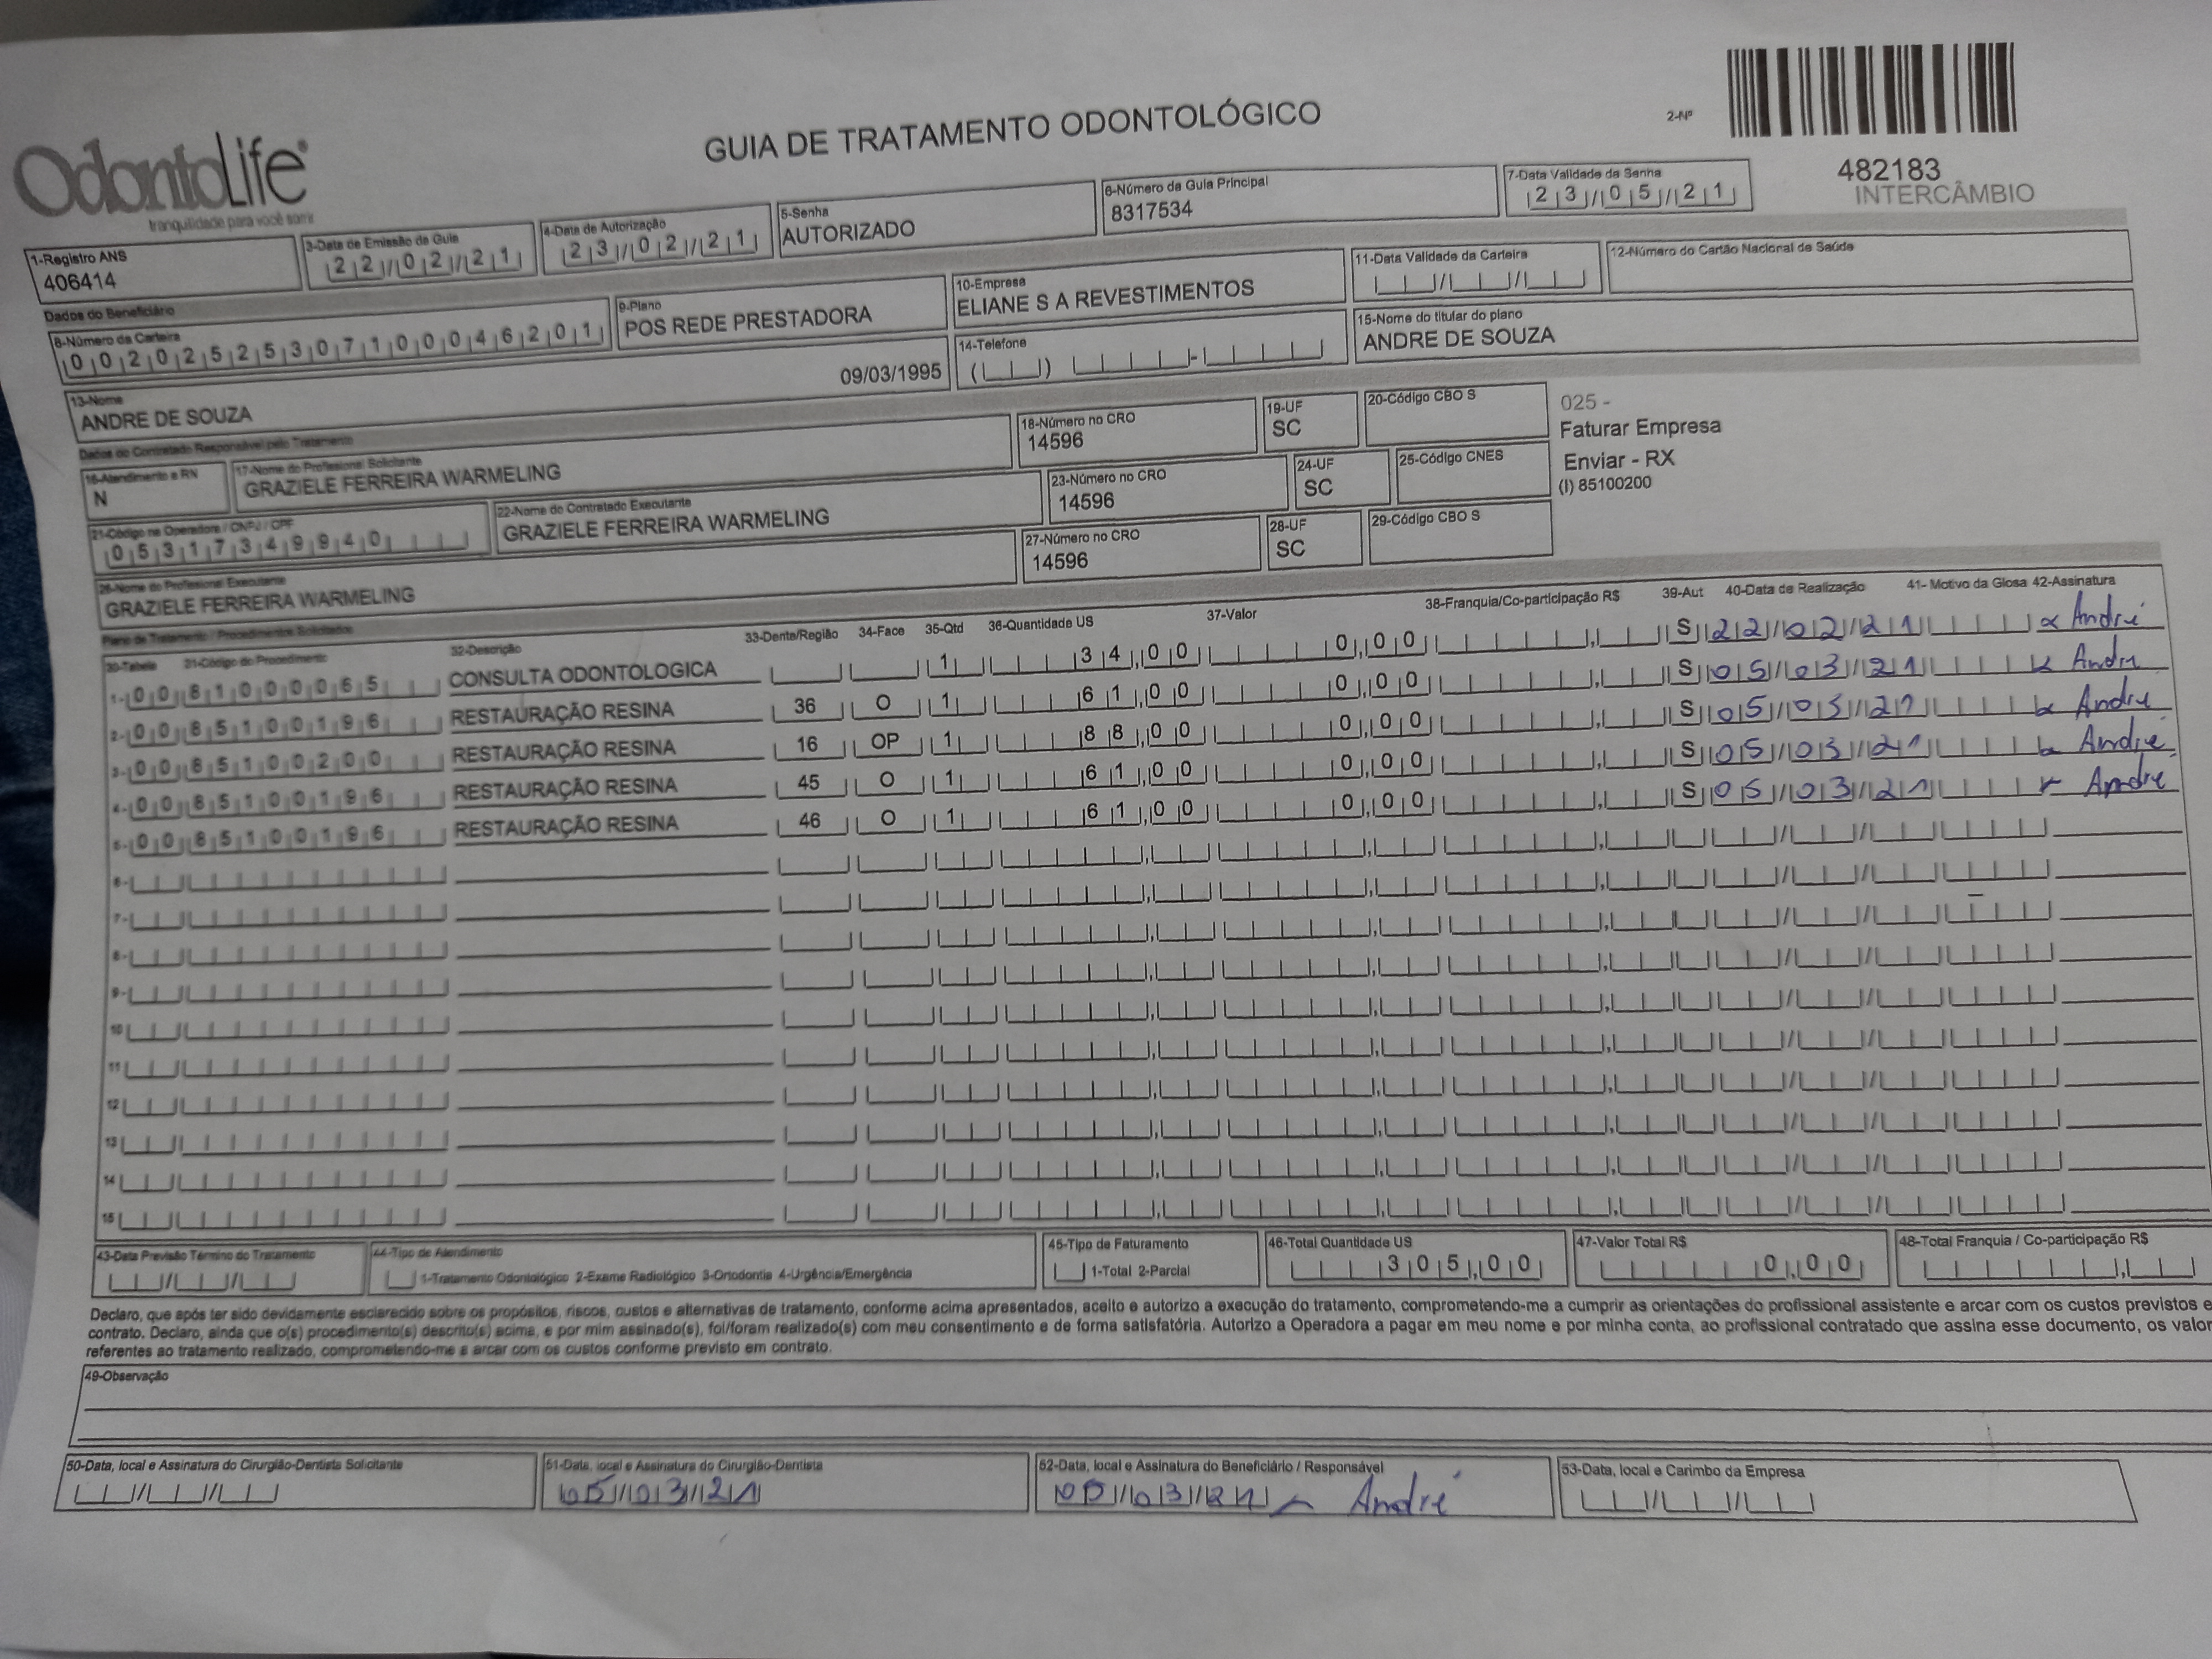 OdontoLife®
tranquilidade para você sorrir
GUIA DE TRATAMENTO ODONTOLÓGICO
2-Nº
482183
INTERCÂMBIO
1-Registro ANS
406414
3-Data de Emissão da Guia
22/02/21
4-Data de Autorização
23/02/21
5-Senha
AUTORIZADO
6-Número da Guia Principal
8317534
7-Data Validade da Senha
23/05/21
Dados do Beneficiário
8-Número da Carteira
00202525307100046201
9-Plano
POS REDE PRESTADORA
10-Empresa
ELIANE S A REVESTIMENTOS
11-Data Validade da Carteira
12-Número do Cartão Nacional de Saúde
13-Nome
ANDRE DE SOUZA
09/03/1995
14-Telefone
15-Nome do titular do plano
ANDRE DE SOUZA
Dados do Contratado Responsável pelo Tratamento
16-Atendimento a RN
N
17-Nome do Profissional Solicitante
GRAZIELE FERREIRA WARMELING
18-Número no CRO
14596
19-UF
SC
20-Código CBO S
025 -
Faturar Empresa
Enviar - RX
(I) 85100200
21-Código na Operadora / CNPJ / CPF
05317349940
22-Nome do Contratado Executante
GRAZIELE FERREIRA WARMELING
23-Número no CRO
14596
24-UF
SC
25-Código CNES
26-Nome do Profissional Executante
GRAZIELE FERREIRA WARMELING
27-Número no CRO
14596
28-UF
SC
29-Código CBO S
Plano de Tratamento / Procedimentos Solicitados
30-Tabela 31-Código do Procedimento 32-Descrição 33-Dente/Região 34-Face 35-Qtd 36-Quantidade US 37-Valor 38-Franquia/Co-participação R$ 39-Aut 40-Data de Realização 41- Motivo da Glosa 42-Assinatura
1- 00 81000065 CONSULTA ODONTOLOGICA 1 34,00 0,00 S 22/02/21 André
2- 00 85100196 RESTAURAÇÃO RESINA 36 O 1 61,00 0,00 S 05/03/21 André
3- 00 85100200 RESTAURAÇÃO RESINA 16 OP 1 88,00 0,00 S 05/03/21 André
4- 00 85100196 RESTAURAÇÃO RESINA 45 O 1 61,00 0,00 S 05/03/21 André
5- 00 85100196 RESTAURAÇÃO RESINA 46 O 1 61,00 0,00 S 05/03/21 André
6-
7-
8-
9-
10
11
12
13
14
15
43-Data Previsão Término do Tratamento
44-Tipo de Atendimento
1-Tratamento Odontológico 2-Exame Radiológico 3-Ortodontia 4-Urgência/Emergência
45-Tipo de Faturamento
1-Total 2-Parcial
46-Total Quantidade US
305,00
47-Valor Total R$
0,00
48-Total Franquia / Co-participação R$
Declaro, que após ter sido devidamente esclarecido sobre os propósitos, riscos, custos e alternativas de tratamento, conforme acima apresentados, aceito e autorizo a execução do tratamento, comprometendo-me a cumprir as orientações do profissional assistente e arcar com os custos previstos e
contrato. Declaro, ainda que o(s) procedimento(s) descrito(s) acima, e por mim assinado(s), foi/foram realizado(s) com meu consentimento e de forma satisfatória. Autorizo a Operadora a pagar em meu nome e por minha conta, ao profissional contratado que assina esse documento, os valor
referentes ao tratamento realizado, comprometendo-me a arcar com os custos conforme previsto em contrato.
49-Observação
50-Data, local e Assinatura do Cirurgião-Dentista Solicitante
51-Data, local e Assinatura do Cirurgião-Dentista
05/03/21
52-Data, local e Assinatura do Beneficiário / Responsável
05/03/21 André
53-Data, local e Carimbo da Empresa